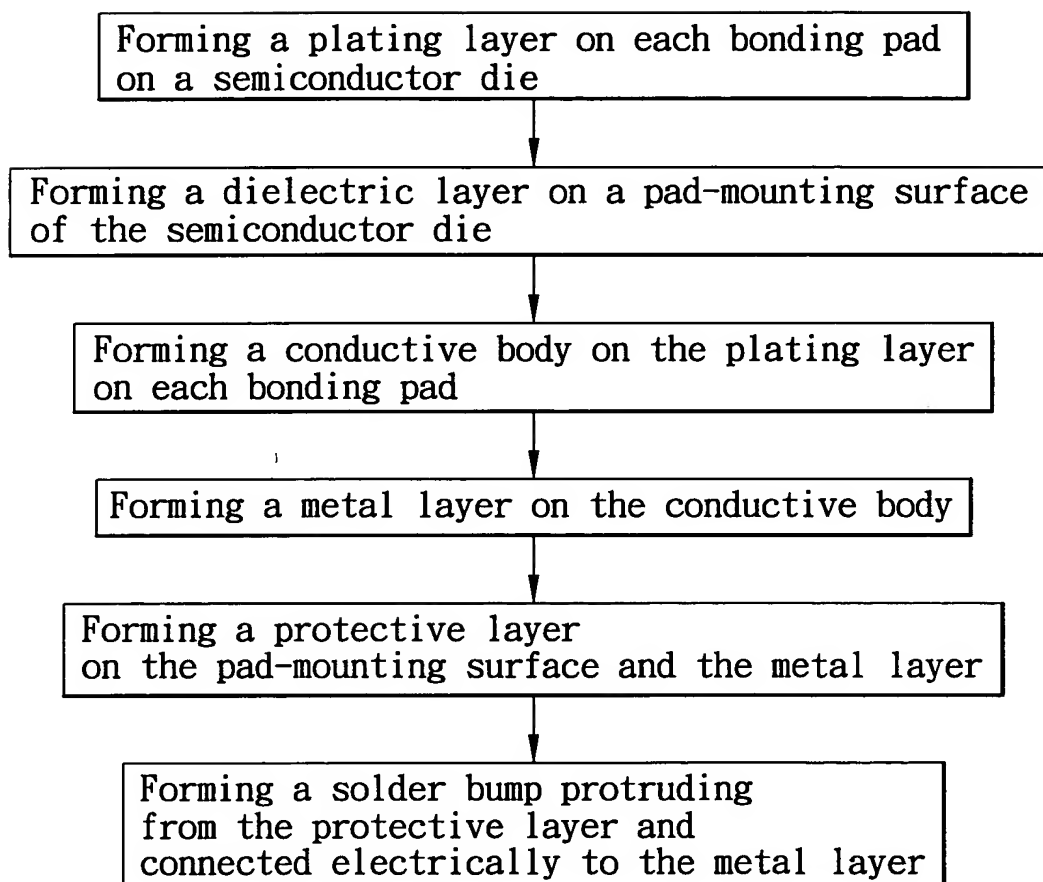 Forming a plating layer on each bonding pad
on a semiconductor die
Forming a dielectric layer on a pad-mounting surface
of the semiconductor die
Forming a conductive body on the plating layer
on each bonding pad
Forming a metal layer on the conductive body
Forming a protective layer
on the pad-mounting surface and the metal layer
Forming a solder bump protruding
from the protective layer and
connected electrically to the metal layer